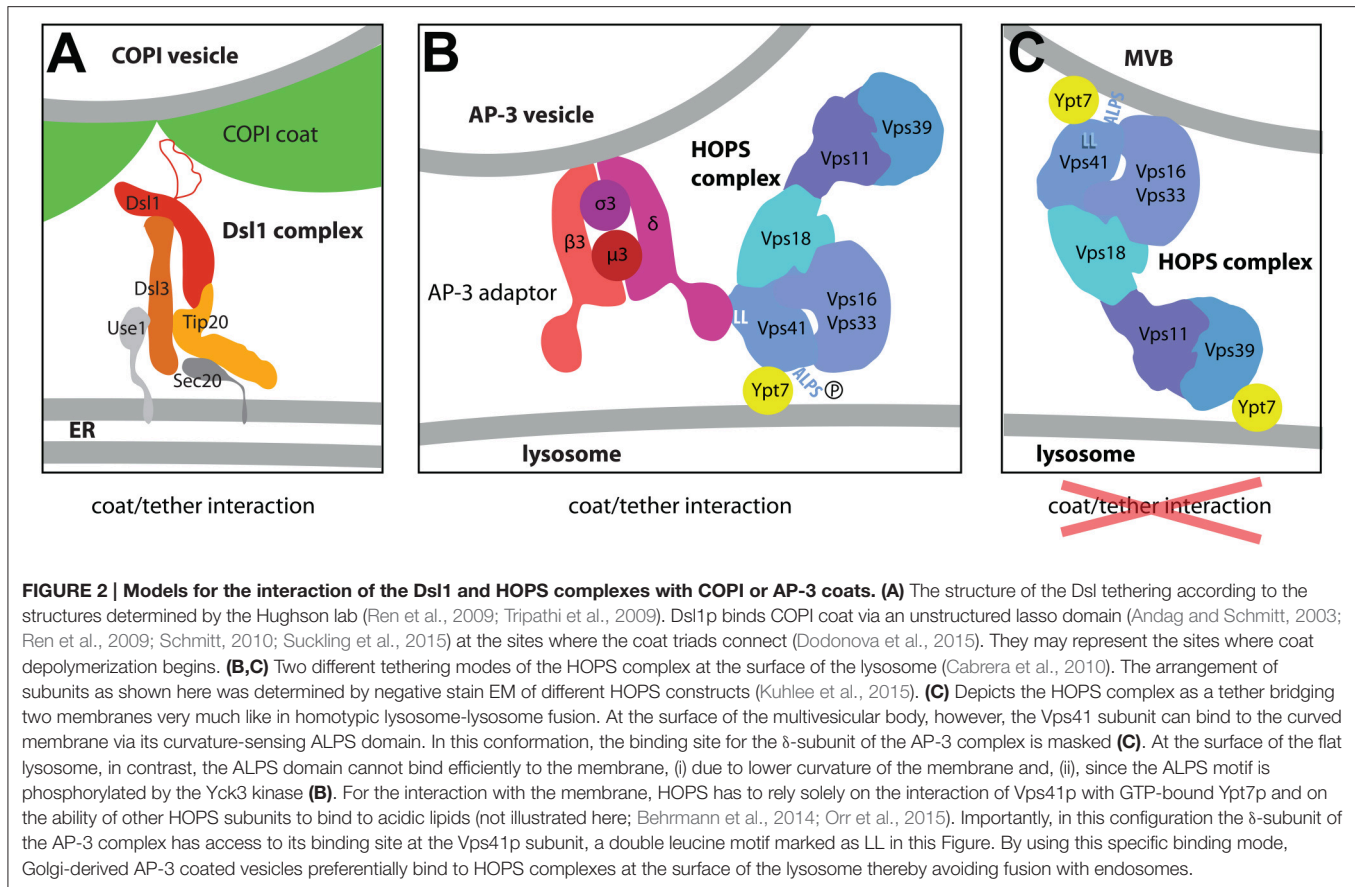 A
COPI vesicle
COPI coat
Dsl1
Dsl1 complex
Dsl3
Use1
Tip20
Sec20
ER
coat/tether interaction
B
AP-3 vesicle
HOPS
complex
Vps39
Vps11
σ3
δ
β3
μ3
Vps18
AP-3 adaptor
LL
Vps41
Vps16
Vps33
Ypt7
ALPS
P
lysosome
coat/tether interaction
C
MVB
Ypt7
ALPS
LL
Vps41
Vps16
Vps33
Vps18
HOPS complex
Vps11
Vps39
Ypt7
lysosome
coat/tether interaction
FIGURE 2 | Models for the interaction of the Dsl1 and HOPS complexes with COPI or AP-3 coats. (A) The structure of the Dsl tethering according to the
structures determined by the Hughson lab (Ren et al., 2009; Tripathi et al., 2009). Dsl1p binds COPI coat via an unstructured lasso domain (Andag and Schmitt, 2003;
Ren et al., 2009; Schmitt, 2010; Suckling et al., 2015) at the sites where the coat triads connect (Dodonova et al., 2015). They may represent the sites where coat
depolymerization begins. (B,C) Two different tethering modes of the HOPS complex at the surface of the lysosome (Cabrera et al., 2010). The arrangement of
subunits as shown here was determined by negative stain EM of different HOPS constructs (Kuhlee et al., 2015). (C) Depicts the HOPS complex as a tether bridging
two membranes very much like in homotypic lysosome-lysosome fusion. At the surface of the multivesicular body, however, the Vps41 subunit can bind to the curved
membrane via its curvature-sensing ALPS domain. In this conformation, the binding site for the δ-subunit of the AP-3 complex is masked (C). At the surface of the flat
lysosome, in contrast, the ALPS domain cannot bind efficiently to the membrane, (i) due to lower curvature of the membrane and, (ii), since the ALPS motif is
phosphorylated by the Yck3 kinase (B). For the interaction with the membrane, HOPS has to rely solely on the interaction of Vps41p with GTP-bound Ypt7p and on
the ability of other HOPS subunits to bind to acidic lipids (not illustrated here; Behrmann et al., 2014; Orr et al., 2015). Importantly, in this configuration the δ-subunit of
the AP-3 complex has access to its binding site at the Vps41p subunit, a double leucine motif marked as LL in this Figure. By using this specific binding mode,
Golgi-derived AP-3 coated vesicles preferentially bind to HOPS complexes at the surface of the lysosome thereby avoiding fusion with endosomes.